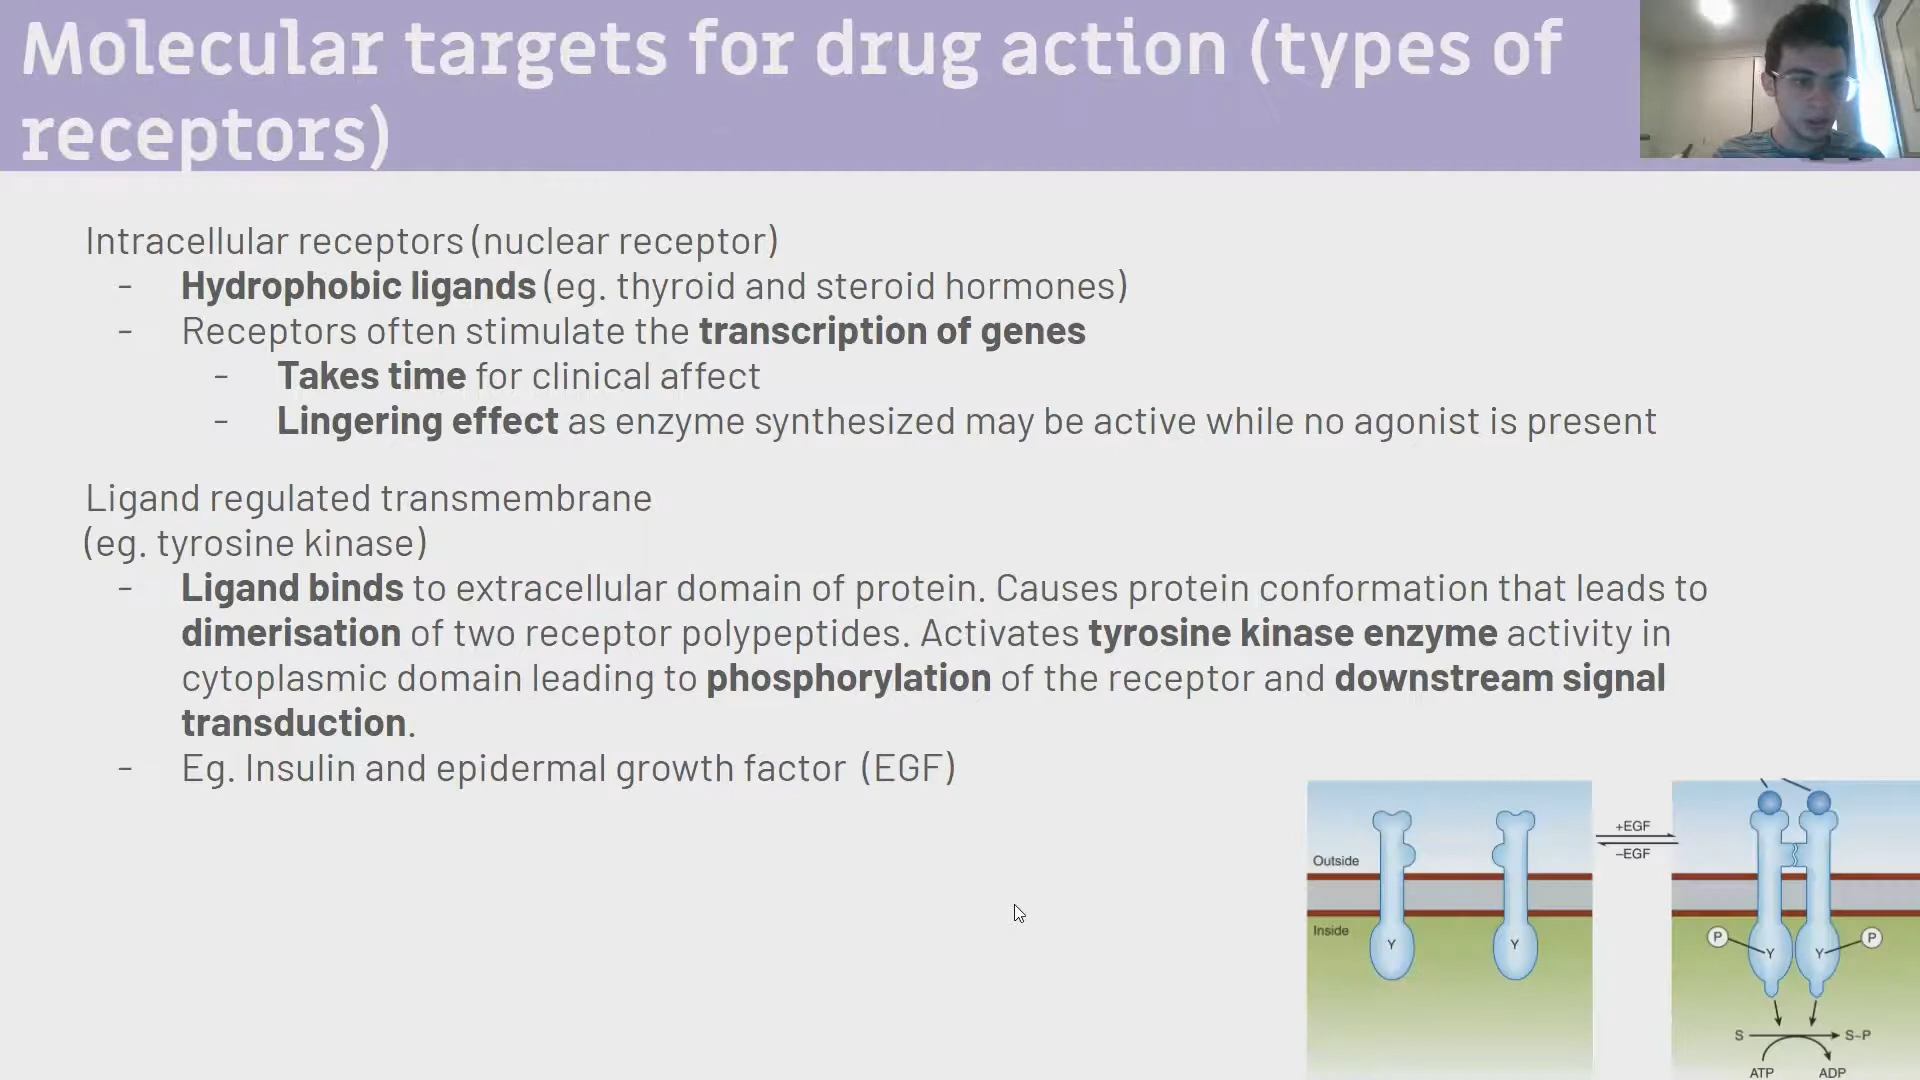 Molecular targets for drug action (types of
receptors)
Intracellular receptors (nuclear receptor)
- Hydrophobic ligands (eg. thyroid and steroid hormones)
- Receptors often stimulate the transcription of genes
- Takes time for clinical affect
- Lingering effect as enzyme synthesized may be active while no agonist is present
Ligand regulated transmembrane
(eg. tyrosine kinase)
- Ligand binds to extracellular domain of protein. Causes protein conformation that leads to
dimerisation of two receptor polypeptides. Activates tyrosine kinase enzyme activity in
cytoplasmic domain leading to phosphorylation of the receptor and downstream signal
transduction.
- Eg. Insulin and epidermal growth factor (EGF)
+EGF
–EGF
Outside
Inside
Y Y
P Y Y P
S S~P
ATP ADP